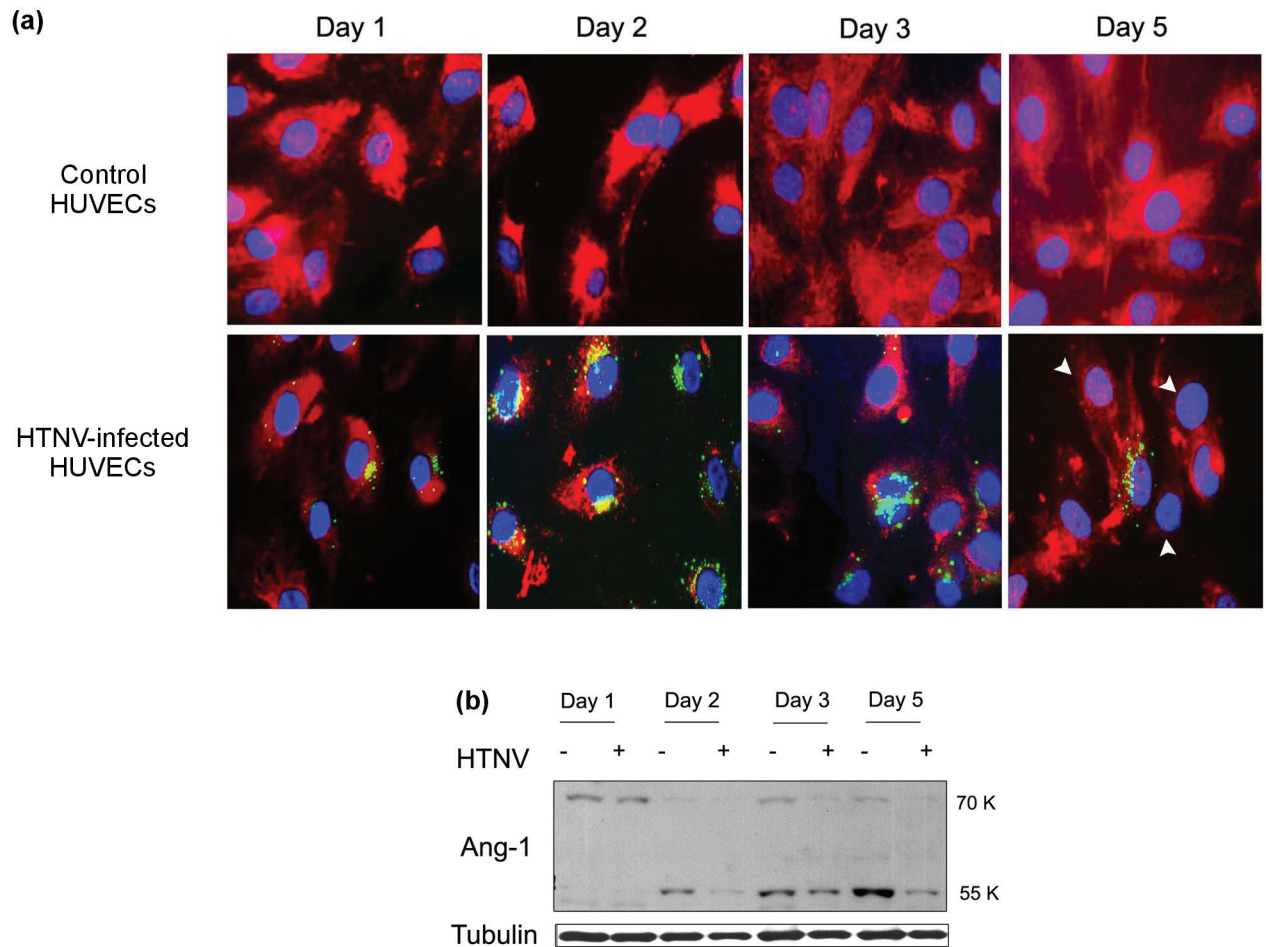 (a)
Day 1 Day 2 Day 3 Day 5
Control
HUVECs
HTNV-infected
HUVECs
(b)
Day 1 Day 2 Day 3 Day 5
HTNV - + - + - + - +
70 K
Ang-1
55 K
Tubulin